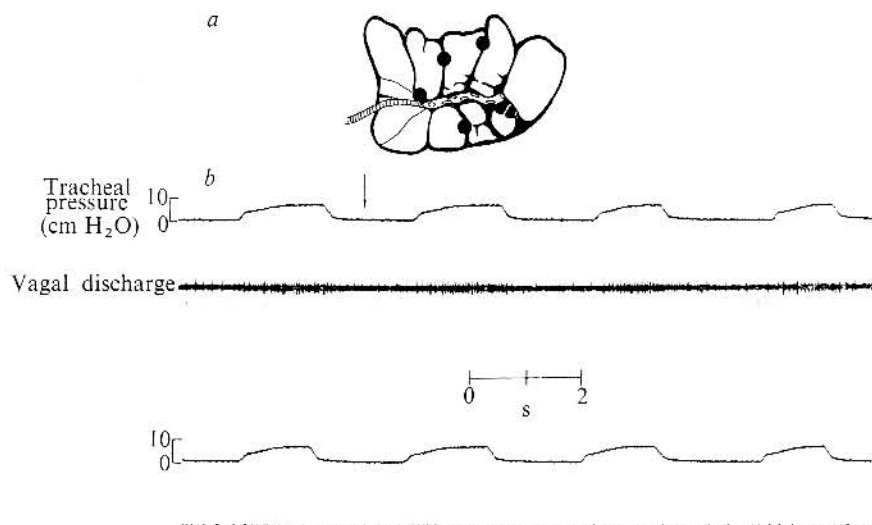 a
b
Tracheal
pressure
(cm H₂O)
10
0
Vagal discharge
0
s
2
10
0